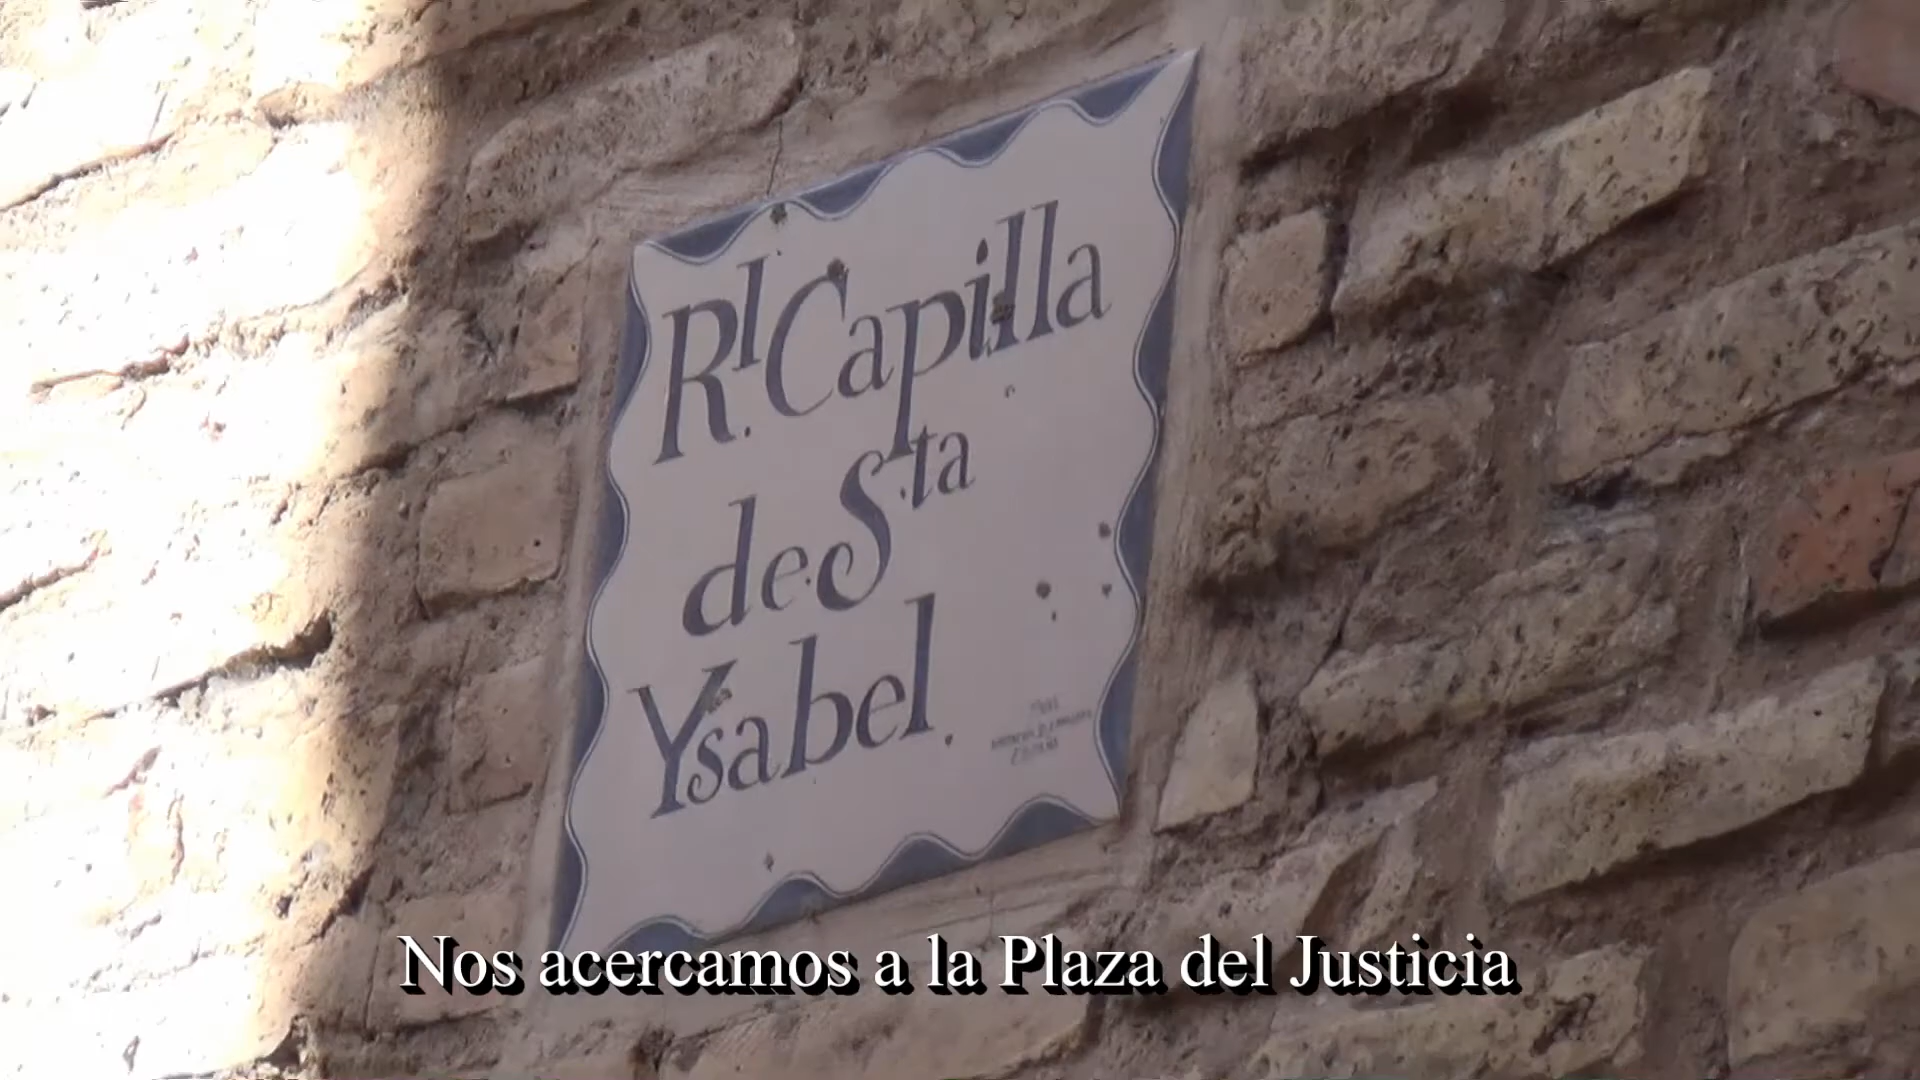 Rl. Capilla
de Sta
Ysabel.
Nos acercamos a la Plaza del Justicia